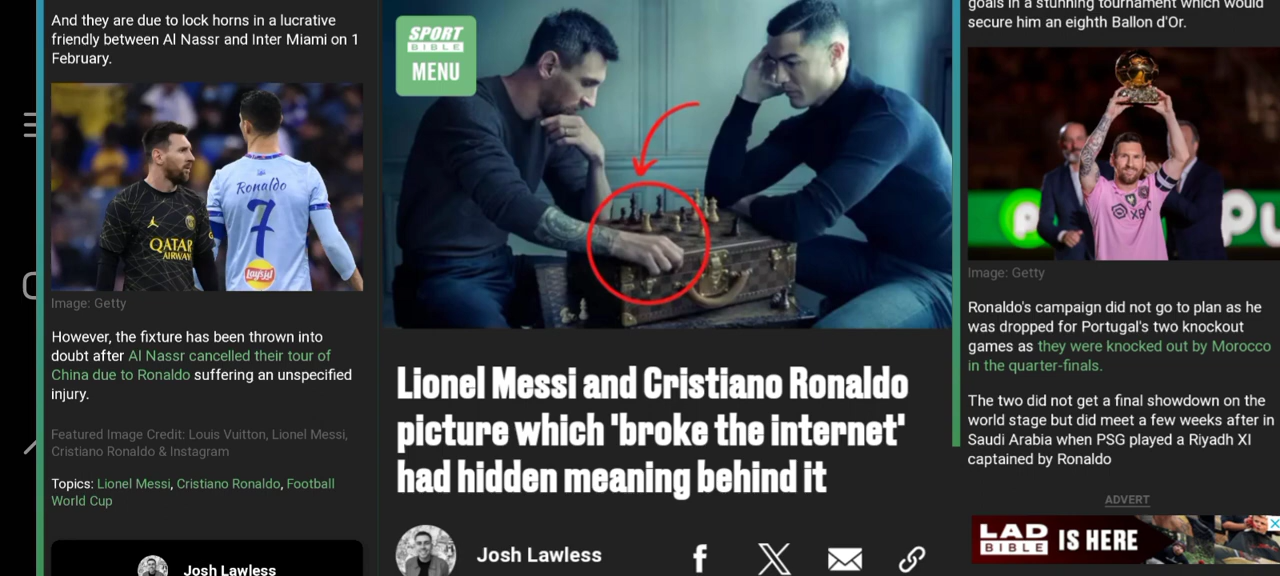 And they are due to lock horns in a lucrative
friendly between Al Nassr and Inter Miami on 1
February.
Ronaldo
7
QATAR
AIRWAYS
Lay's
Image: Getty
However, the fixture has been thrown into
doubt after Al Nassr cancelled their tour of
China due to Ronaldo suffering an unspecified
injury.
Featured Image Credit: Louis Vuitton, Lionel Messi,
Cristiano Ronaldo & Instagram
Topics: Lionel Messi, Cristiano Ronaldo, Football
World Cup
Josh Lawless
SPORT
BIBLE
MENU
Lionel Messi and Cristiano Ronaldo
picture which 'broke the internet'
had hidden meaning behind it
Josh Lawless
goals in a stunning tournament which would
secure him an eighth Ballon d'Or.
Image: Getty
Ronaldo's campaign did not go to plan as he
was dropped for Portugal's two knockout
games as they were knocked out by Morocco
in the quarter-finals.
The two did not get a final showdown on the
world stage but did meet a few weeks after in
Saudi Arabia when PSG played a Riyadh XI
captained by Ronaldo
ADVERT
LAD
BIBLE
IS HERE